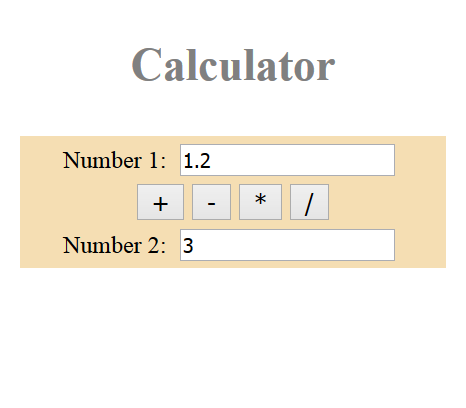 Calculator
Number 1: 1.2
+ - * /
Number 2: 3